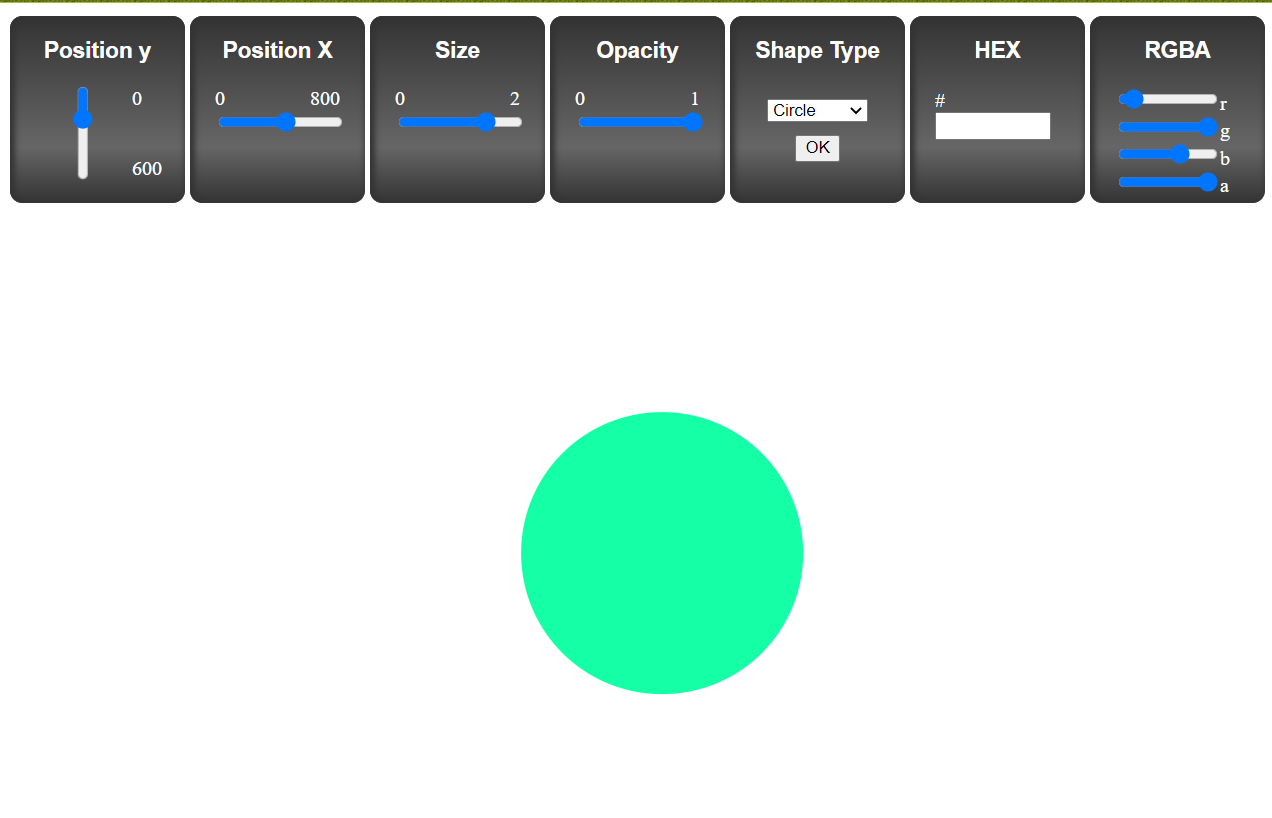 Position y
0
600
Position X
0 800
Size
0 2
Opacity
0 1
Shape Type
Circle
OK
HEX
#
RGBA
r
g
b
a